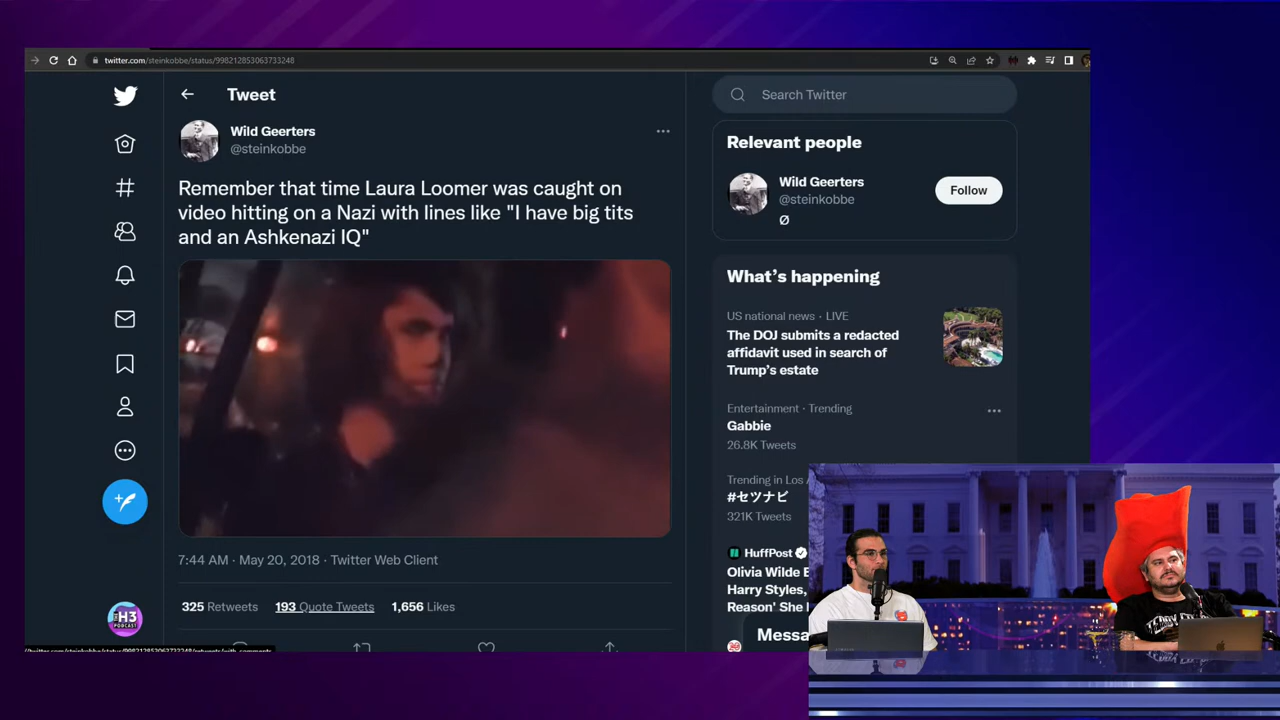 twitter.com/steinkobbe/status/998212853063733248
Tweet
Wild Geerters
@steinkobbe
Remember that time Laura Loomer was caught on
video hitting on a Nazi with lines like "I have big tits
and an Ashkenazi IQ"
7:44 AM · May 20, 2018 · Twitter Web Client
325 Retweets 193 Quote Tweets 1,656 Likes
Search Twitter
Relevant people
Wild Geerters
@steinkobbe
Follow
Ø
What's happening
US national news · LIVE
The DOJ submits a redacted
affidavit used in search of
Trump's estate
Entertainment · Trending
Gabbie
26.8K Tweets
Trending in Los
#セツナビ
321K Tweets
HuffPost
Olivia Wilde
Harry Styles,
Reason' She
Messa
H3
PODCAST